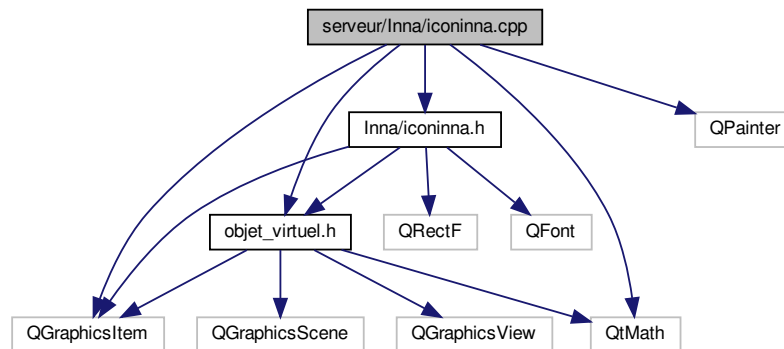 serveur/Inna/iconinna.cpp
Inna/iconinna.h
QPainter
objet_virtuel.h
QRectF
QFont
QGraphicsItem
QGraphicsScene
QGraphicsView
QtMath